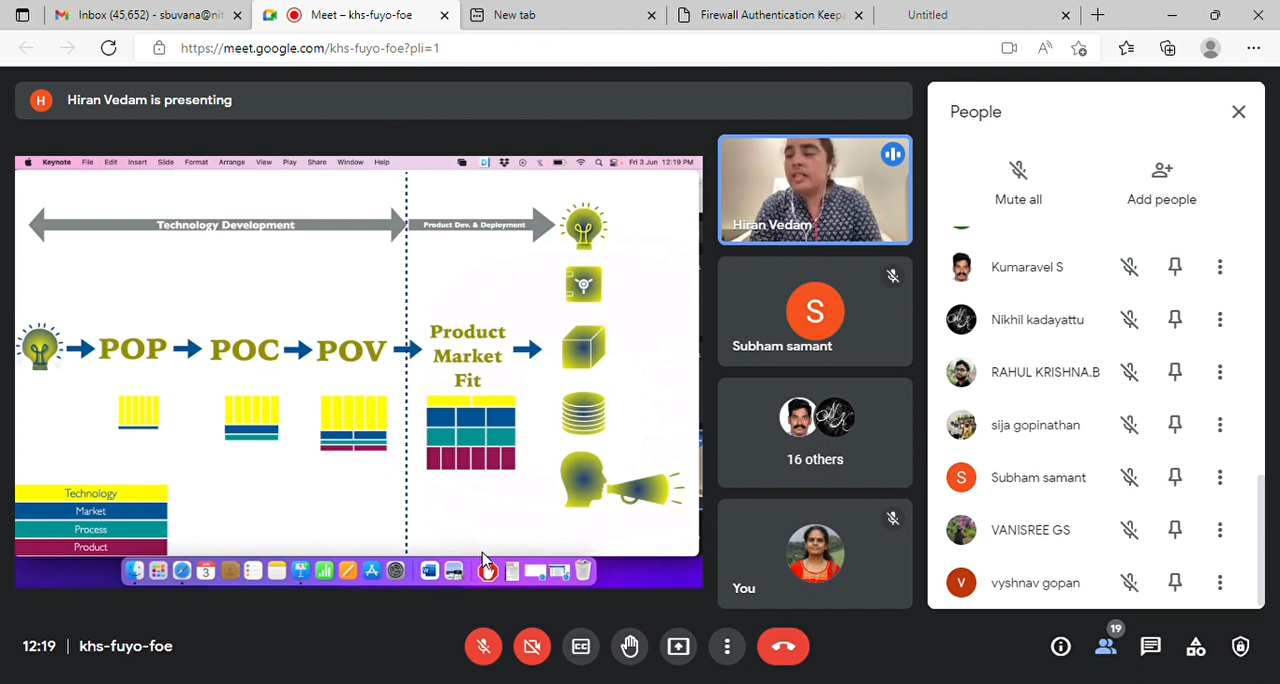 Inbox (45,652) - sbuvana@nit
Meet – khs-fuyo-foe
New tab
Firewall Authentication Keepa
Untitled
https://meet.google.com/khs-fuyo-foe?pli=1
H
Hiran Vedam is presenting
Keynote File Edit Insert Slide Format Arrange View Play Share Window Help
Fri 3 Jun 12:19 PM
Technology Development
Product Dev. & Deployment
POP
POC
POV
Product
Market
Fit
Technology
Market
Process
Product
3
Hiran Vedam
S
Subham samant
16 others
You
People
Mute all
Add people
Kumaravel S
Nikhil kadayattu
RAHUL KRISHNA.B
sija gopinathan
S
Subham samant
VANISREE GS
V
vyshnav gopan
12:19 | khs-fuyo-foe
19